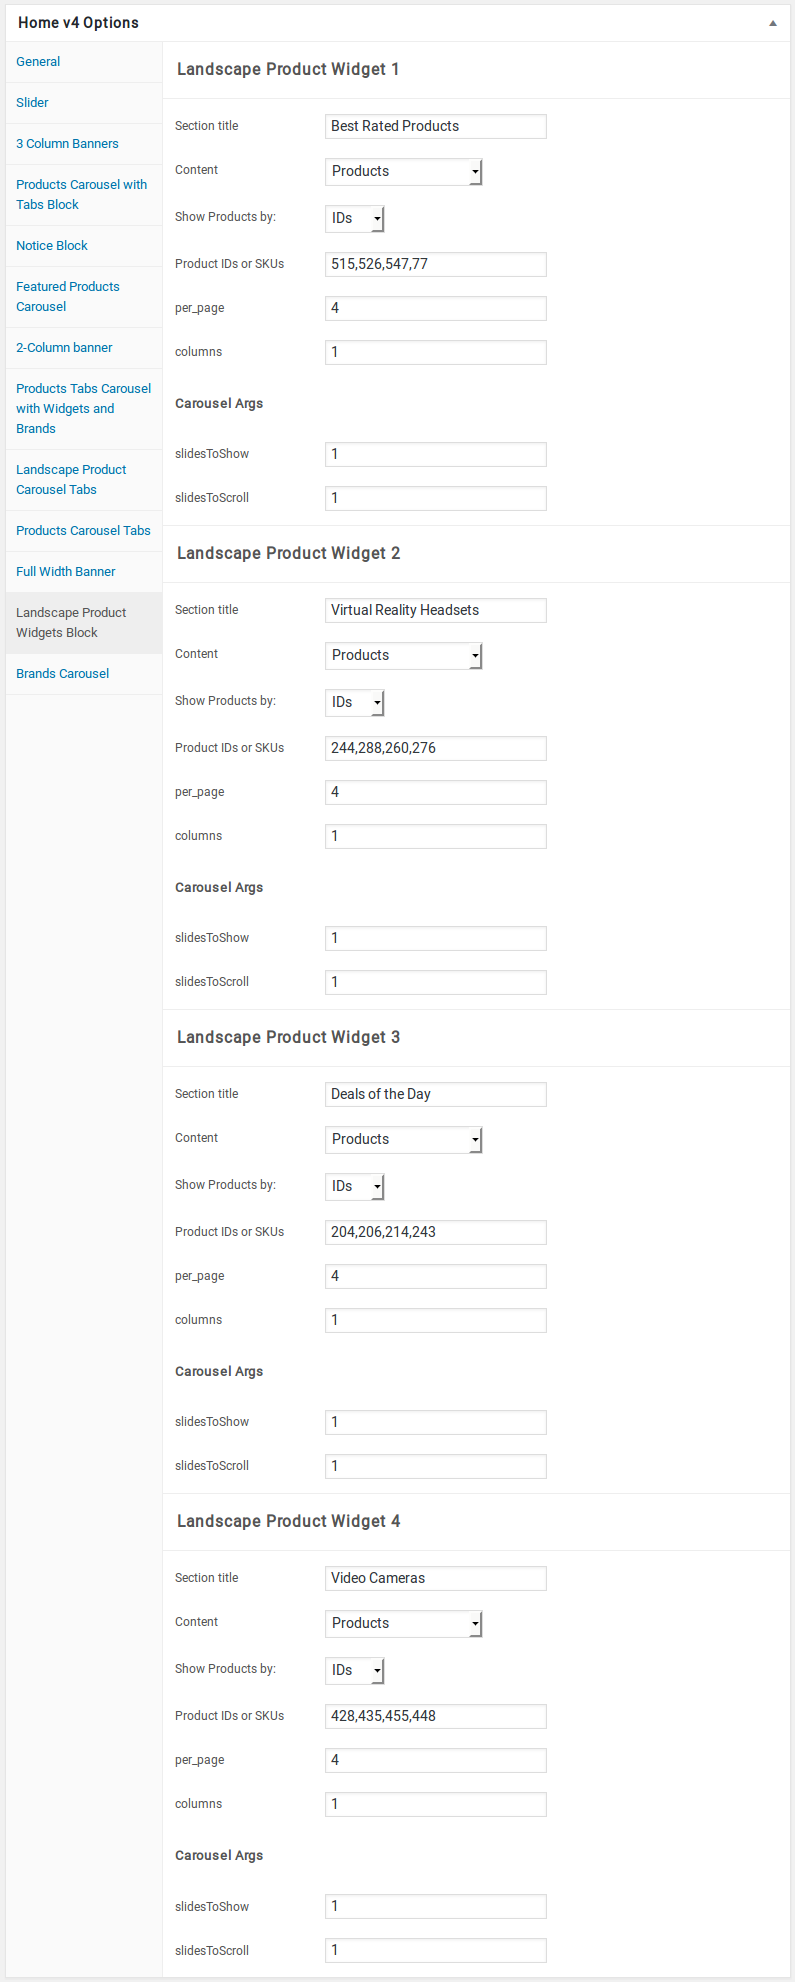 Home v4 Options
General
Slider
3 Column Banners
Products Carousel with
Tabs Block
Notice Block
Featured Products
Carousel
2-Column banner
Products Tabs Carousel
with Widgets and
Brands
Landscape Product
Carousel Tabs
Products Carousel Tabs
Full Width Banner
Landscape Product
Widgets Block
Brands Carousel
Landscape Product Widget 1
Section title Best Rated Products
Content Products
Show Products by: IDs
Product IDs or SKUs 515,526,547,77
per_page 4
columns 1
Carousel Args
slidesToShow 1
slidesToScroll 1
Landscape Product Widget 2
Section title Virtual Reality Headsets
Content Products
Show Products by: IDs
Product IDs or SKUs 244,288,260,276
per_page 4
columns 1
Carousel Args
slidesToShow 1
slidesToScroll 1
Landscape Product Widget 3
Section title Deals of the Day
Content Products
Show Products by: IDs
Product IDs or SKUs 204,206,214,243
per_page 4
columns 1
Carousel Args
slidesToShow 1
slidesToScroll 1
Landscape Product Widget 4
Section title Video Cameras
Content Products
Show Products by: IDs
Product IDs or SKUs 428,435,455,448
per_page 4
columns 1
Carousel Args
slidesToShow 1
slidesToScroll 1